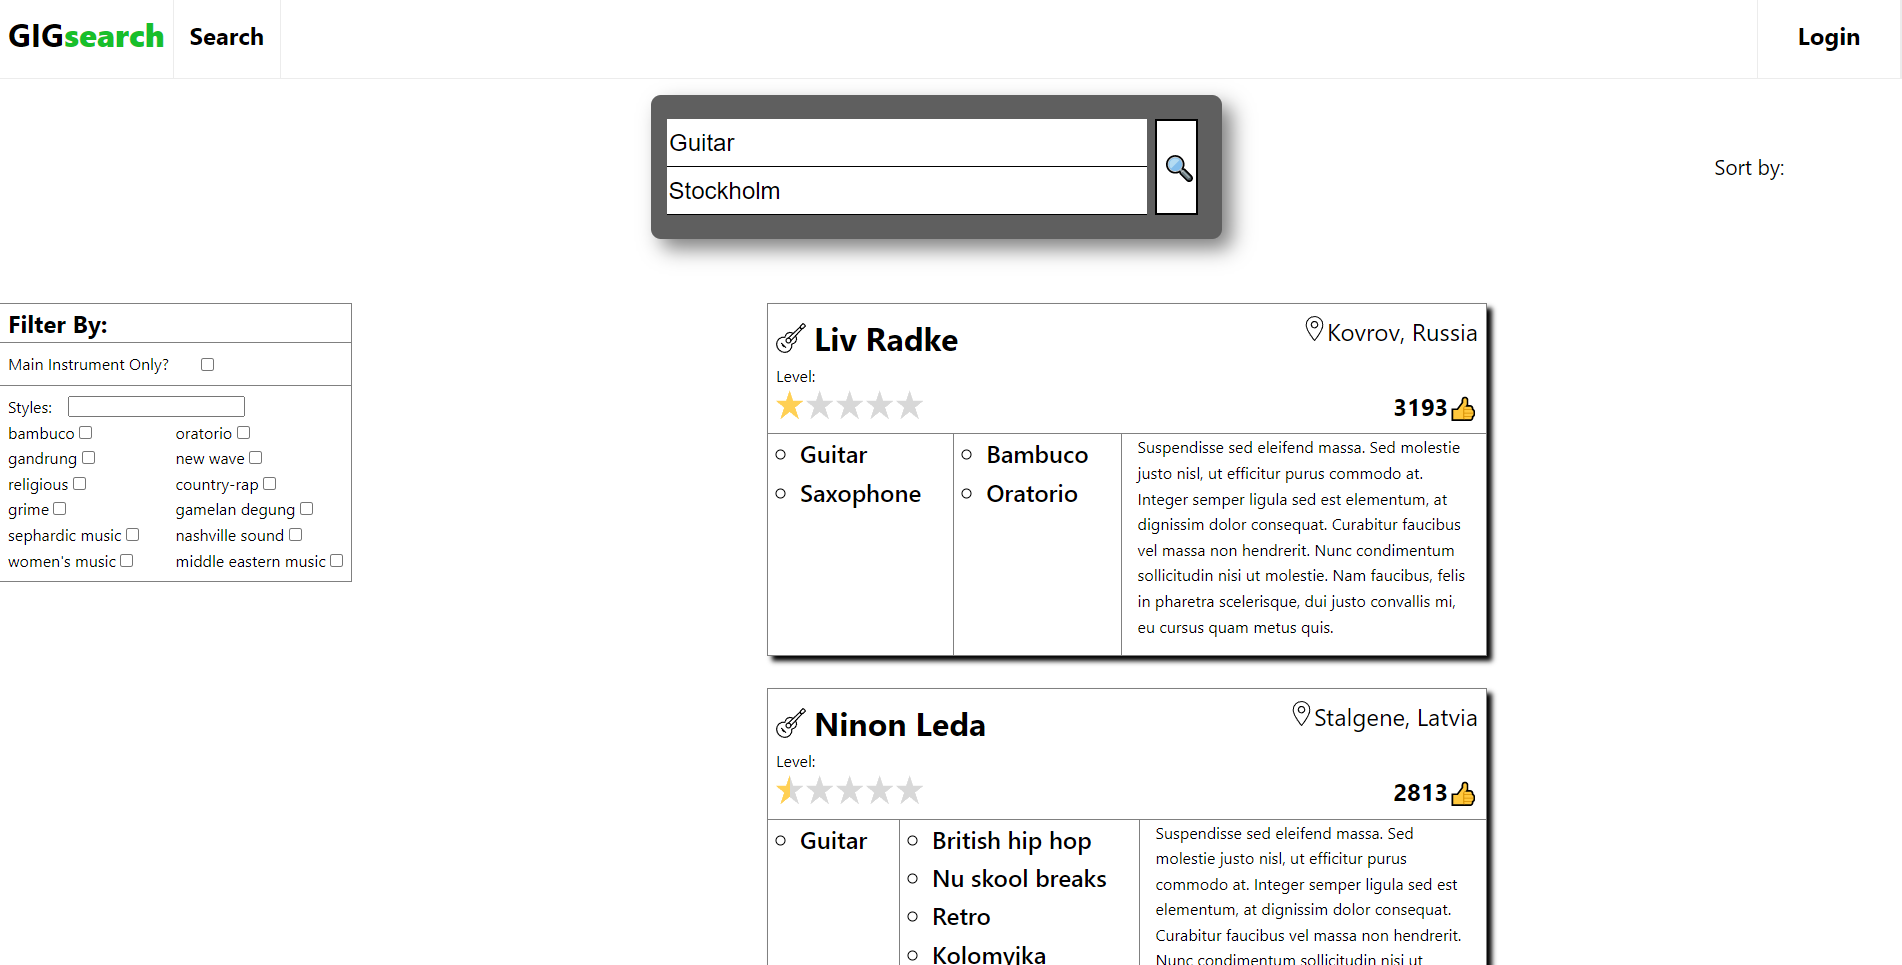 GIGsearch
Search
Login
Guitar
Stockholm
Sort by:
Filter By:
Main Instrument Only?
Styles:
bambuco oratorio
gandrung new wave
religious country-rap
grime gamelan degung
sephardic music nashville sound
women's music middle eastern music
Liv Radke
Kovrov, Russia
Level:
3193
Guitar
Saxophone
Bambuco
Oratorio
Suspendisse sed eleifend massa. Sed molestie
justo nisl, ut efficitur purus commodo at.
Integer semper ligula sed est elementum, at
dignissim dolor consequat. Curabitur faucibus
vel massa non hendrerit. Nunc condimentum
sollicitudin nisi ut molestie. Nam faucibus, felis
in pharetra scelerisque, dui justo convallis mi,
eu cursus quam metus quis.
Ninon Leda
Stalgene, Latvia
Level:
2813
Guitar
British hip hop
Nu skool breaks
Retro
Kolomyjka
Suspendisse sed eleifend massa. Sed
molestie justo nisl, ut efficitur purus
commodo at. Integer semper ligula sed est
elementum, at dignissim dolor consequat.
Curabitur faucibus vel massa non hendrerit.
Nunc condimentum sollicitudin nisi ut